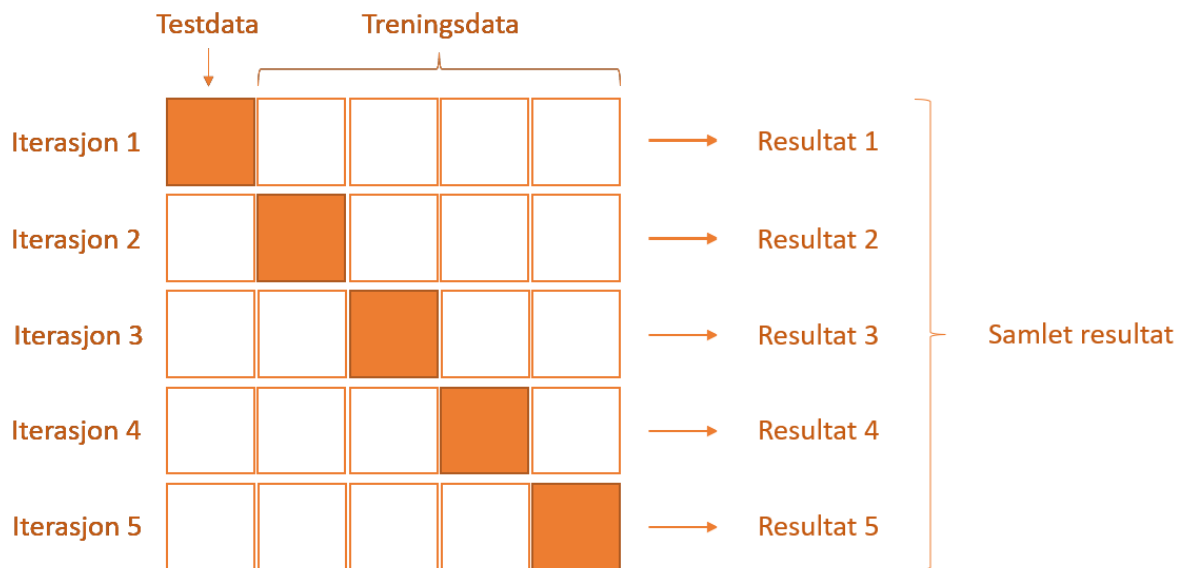 Testdata
Treningsdata
Iterasjon 1
Resultat 1
Iterasjon 2
Resultat 2
Iterasjon 3
Resultat 3
Samlet resultat
Iterasjon 4
Resultat 4
Iterasjon 5
Resultat 5